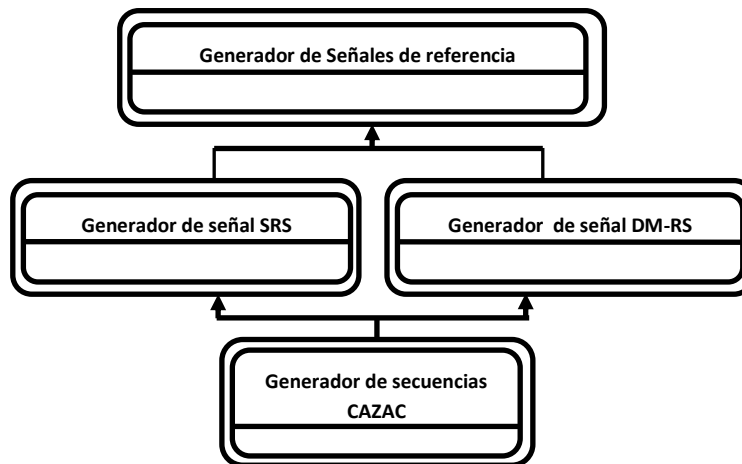 Generador de Señales de referencia
Generador de señal SRS
Generador de señal DM-RS
Generador de secuencias
CAZAC